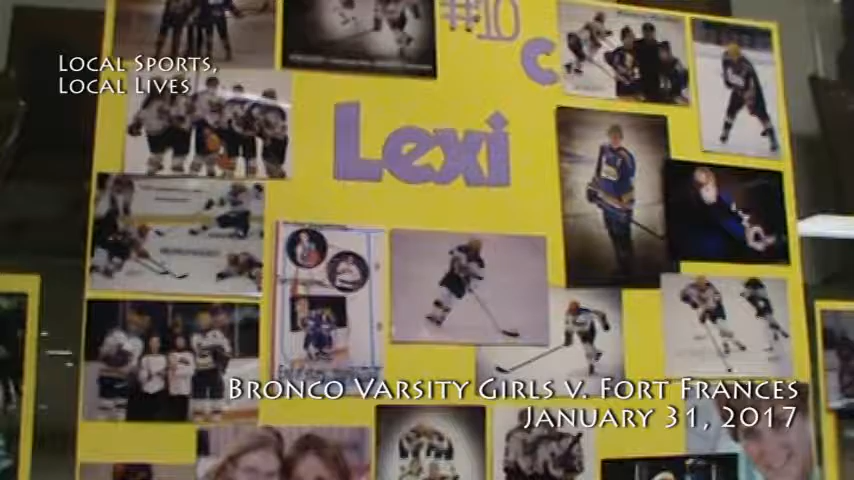 #10
C
Local Sports,
Local Lives
Lexi
Bronco Varsity Girls v. Fort Frances
January 31, 2017